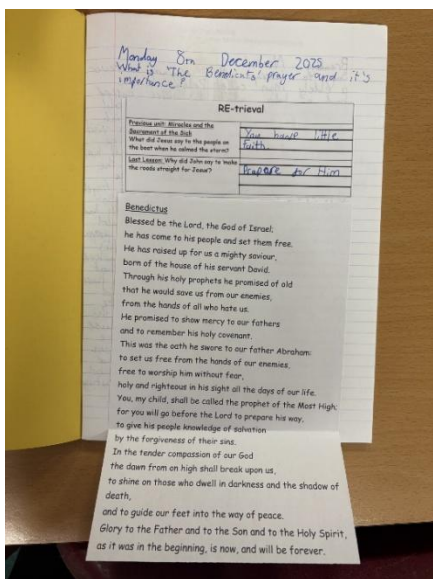 Monday 8th December 2025
What is The Benedicats' prayer and it's
importance?
RE-trieval
Previous unit: Miracles and the
Sacrament of the Sick
What did Jesus say to the people on
the boat when he calmed the storm?
You have little
faith.
Last Lesson: Why did John say to 'make
the roads straight for Jesus'?
Prepare for Him
Benedictus
Blessed be the Lord, the God of Israel;
he has come to his people and set them free.
He has raised up for us a mighty saviour,
born of the house of his servant David.
Through his holy prophets he promised of old
that he would save us from our enemies,
from the hands of all who hate us.
He promised to show mercy to our fathers
and to remember his holy covenant.
This was the oath he swore to our father Abraham:
to set us free from the hands of our enemies,
free to worship him without fear,
holy and righteous in his sight all the days of our life.
You, my child, shall be called the prophet of the Most High;
for you will go before the Lord to prepare his way,
to give his people knowledge of salvation
by the forgiveness of their sins.
In the tender compassion of our God
the dawn from on high shall break upon us,
to shine on those who dwell in darkness and the shadow of
death,
and to guide our feet into the way of peace.
Glory to the Father and to the Son and to the Holy Spirit,
as it was in the beginning, is now, and will be forever.